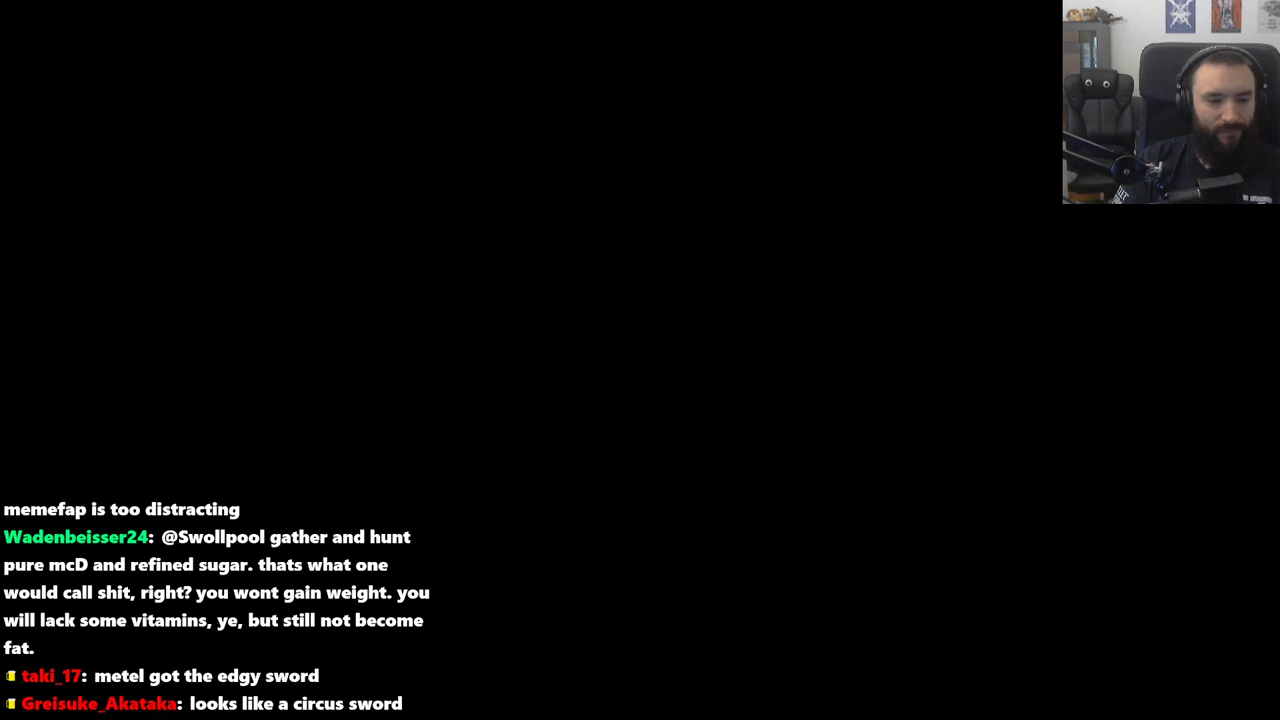 memefap is too distracting
Wadenbeisser24: @Swollpool gather and hunt
pure mcD and refined sugar. thats what one
would call shit, right? you wont gain weight. you
will lack some vitamins, ye, but still not become
fat.
taki_17: metel got the edgy sword
Greisuke_Akataka: looks like a circus sword